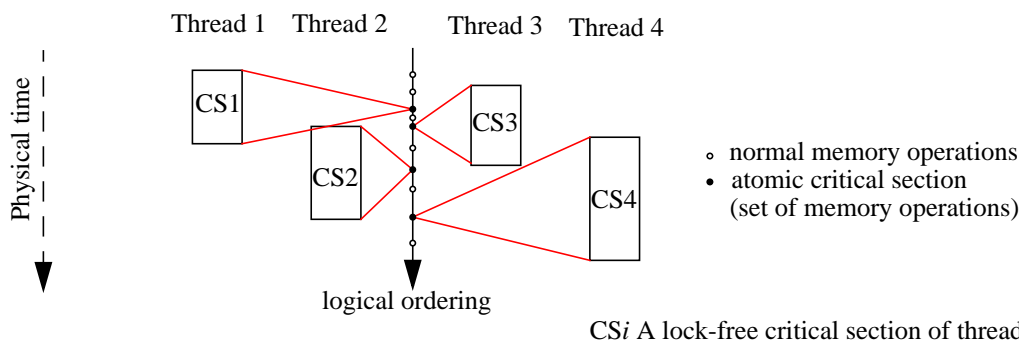 Thread 1
Thread 2
Thread 3
Thread 4
Physical time
CS1
CS3
CS2
CS4
normal memory operations
atomic critical section
(set of memory operations)
logical ordering
CSi A lock-free critical section of thread